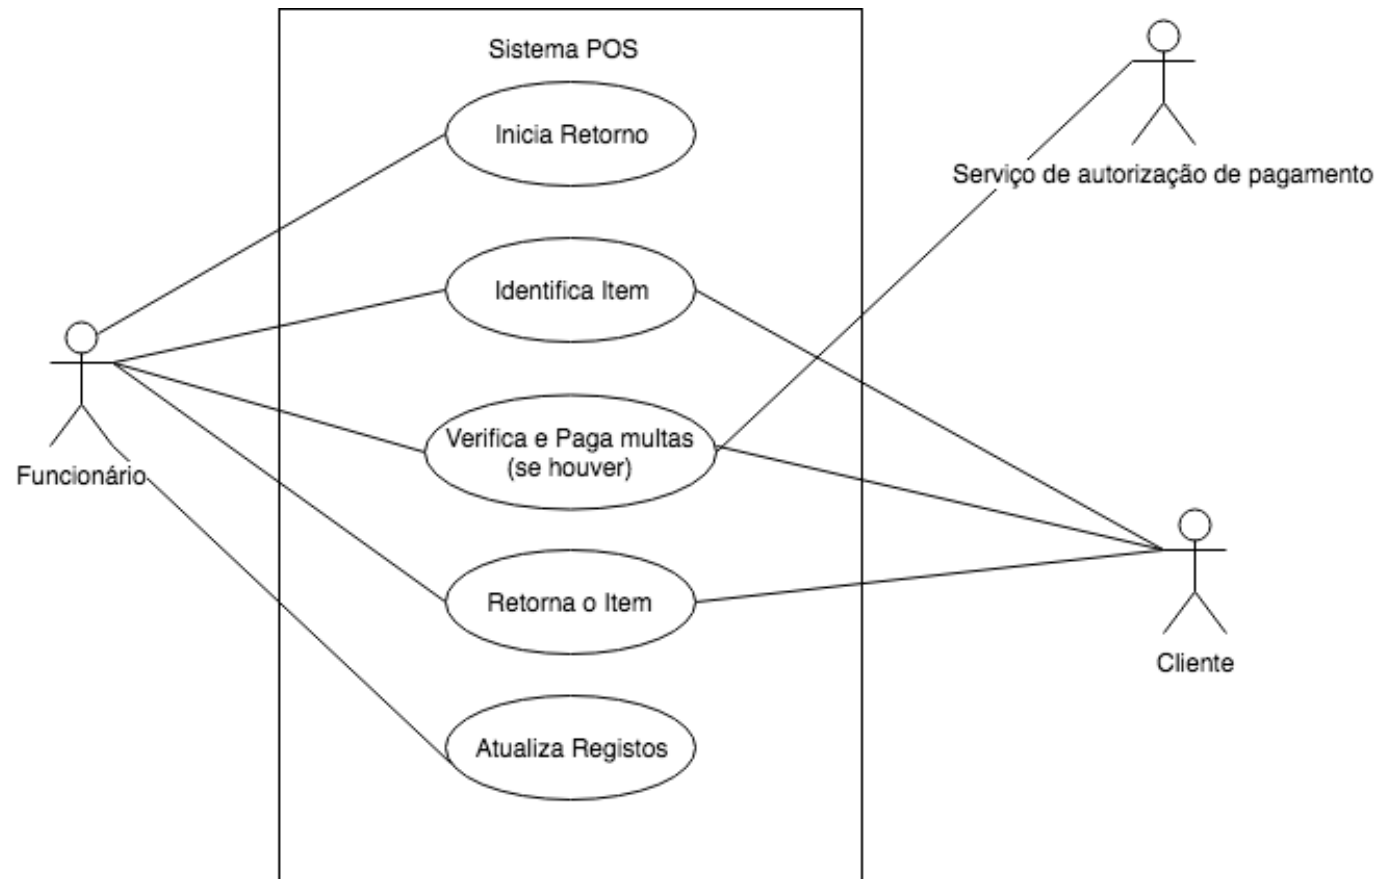 Sistema POS
Inicia Retorno
Serviço de autorização de pagamento
Identifica Item
Verifica e Paga multas
(se houver)
Funcionário
Retorna o Item
Cliente
Atualiza Registos